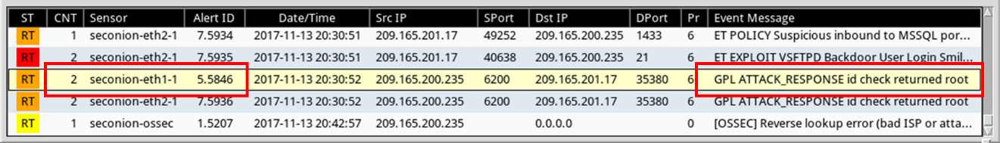 ST CNT Sensor Alert ID Date/Time Src IP SPort Dst IP DPort Pr Event Message
RT 1 seconion-eth2-1 7.5934 2017-11-13 20:30:51 209.165.201.17 49252 209.165.200.235 1433 6 ET POLICY Suspicious inbound to MSSQL por...
RT 2 seconion-eth2-1 7.5935 2017-11-13 20:30:51 209.165.201.17 40638 209.165.200.235 21 6 ET EXPLOIT VSFTPD Backdoor User Login Smil...
RT 2 seconion-eth1-1 5.5846 2017-11-13 20:30:52 209.165.200.235 6200 209.165.201.17 35380 6 GPL ATTACK_RESPONSE id check returned root
RT 2 seconion-eth2-1 7.5936 2017-11-13 20:30:52 209.165.200.235 6200 209.165.201.17 35380 6 GPL ATTACK_RESPONSE id check returned root
RT 1 seconion-ossec 1.5207 2017-11-13 20:42:57 209.165.200.235 0.0.0.0 0 [OSSEC] Reverse lookup error (bad ISP or atta...